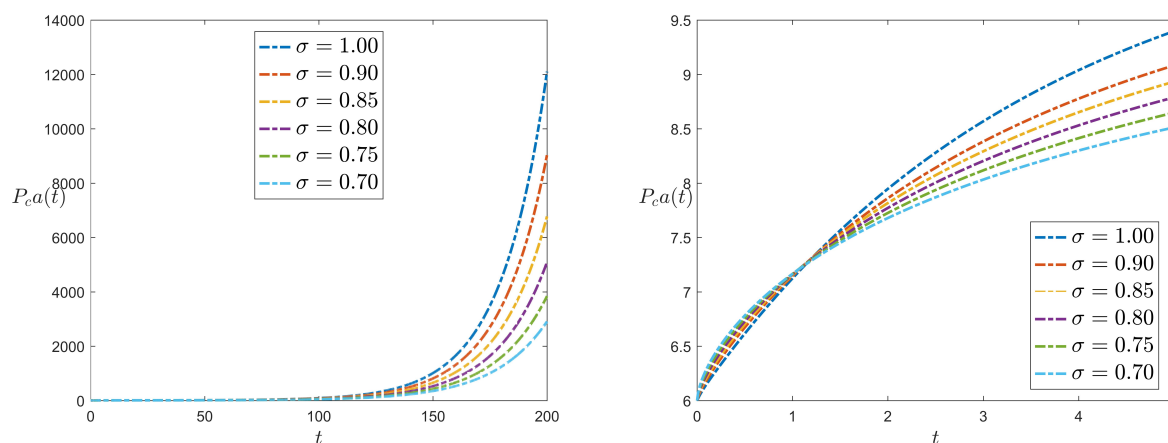 14000
12000
10000
8000
6000
4000
2000
0
P_c a(t)
σ = 1.00
σ = 0.90
σ = 0.85
σ = 0.80
σ = 0.75
σ = 0.70
0 50 100 150 200
t
9.5
9
8.5
8
7.5
7
6.5
6
P_c a(t)
σ = 1.00
σ = 0.90
σ = 0.85
σ = 0.80
σ = 0.75
σ = 0.70
0 1 2 3 4
t